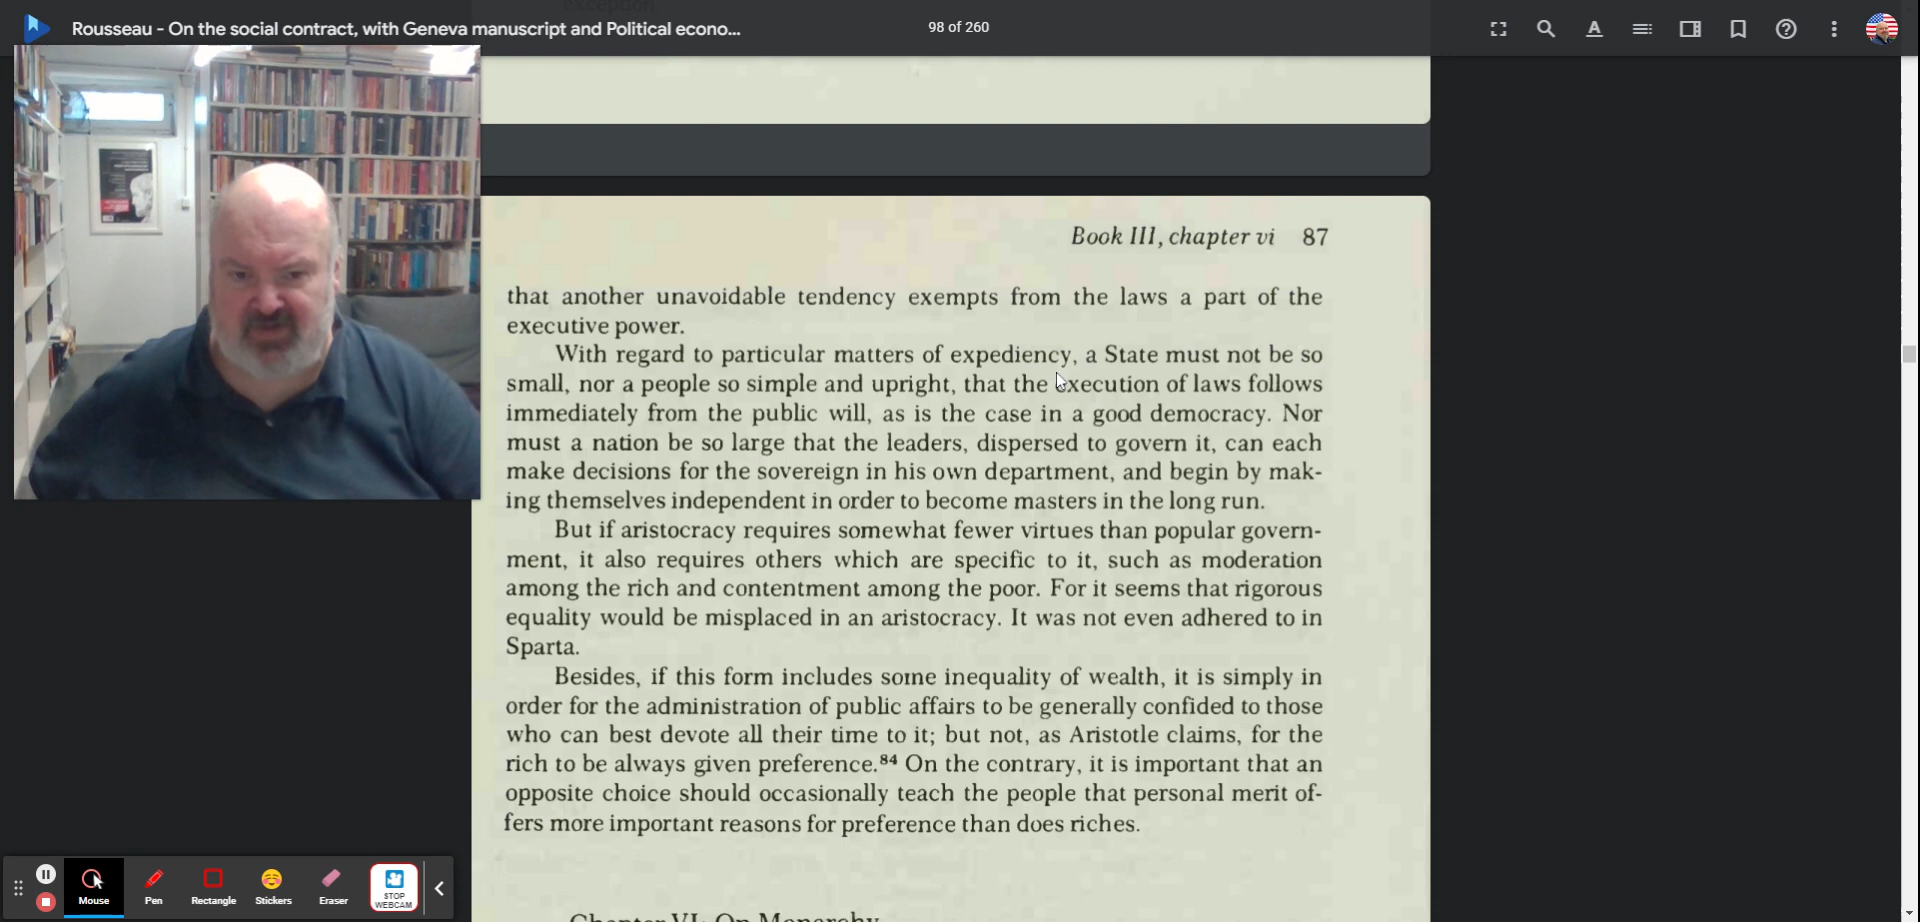 exception.
Rousseau - On the social contract, with Geneva manuscript and Political econo...
98 of 260
Book III, chapter vi 87
that another unavoidable tendency exempts from the laws a part of the
executive power.
With regard to particular matters of expediency, a State must not be so
small, nor a people so simple and upright, that the execution of laws follows
immediately from the public will, as is the case in a good democracy. Nor
must a nation be so large that the leaders, dispersed to govern it, can each
make decisions for the sovereign in his own department, and begin by mak-
ing themselves independent in order to become masters in the long run.
But if aristocracy requires somewhat fewer virtues than popular govern-
ment, it also requires others which are specific to it, such as moderation
among the rich and contentment among the poor. For it seems that rigorous
equality would be misplaced in an aristocracy. It was not even adhered to in
Sparta.
Besides, if this form includes some inequality of wealth, it is simply in
order for the administration of public affairs to be generally confided to those
who can best devote all their time to it; but not, as Aristotle claims, for the
rich to be always given preference.⁸⁴ On the contrary, it is important that an
opposite choice should occasionally teach the people that personal merit of-
fers more important reasons for preference than does riches.
Chapter VI: On Monarchy
Mouse
Pen
Rectangle
Stickers
Eraser
STOP
WEBCAM